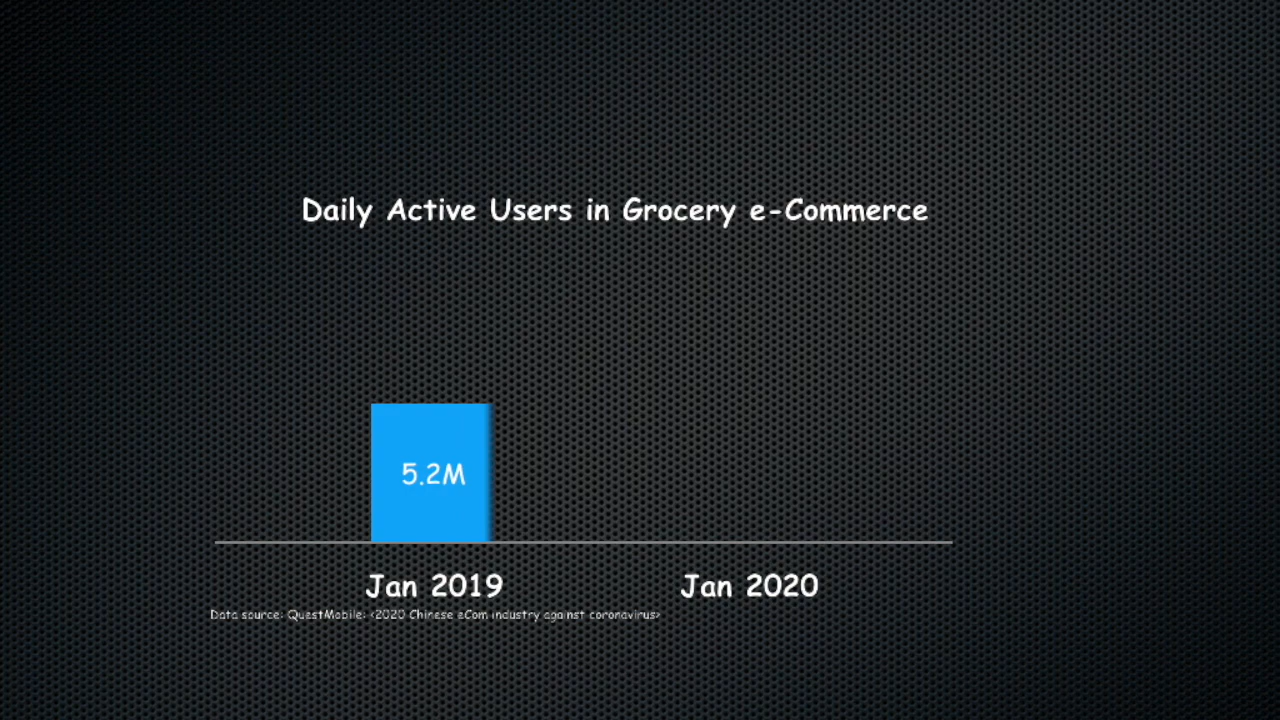 Daily Active Users in Grocery e-Commerce
5.2M
Jan 2019 Jan 2020
Data source: QuestMobile: <2020 Chinese eCom industry against coronavirus>